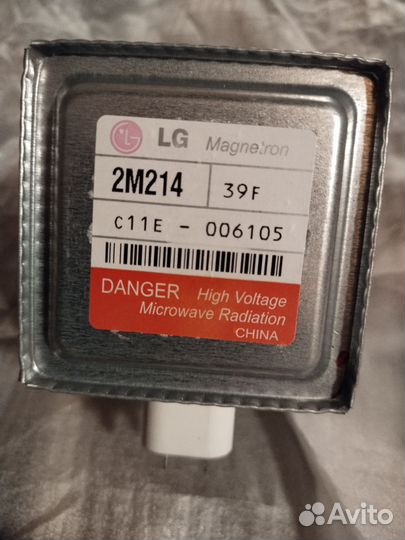 LG Magnetron
2M214 39F
C11E - 006105
DANGER High Voltage
Microwave Radiation
CHINA
Avito